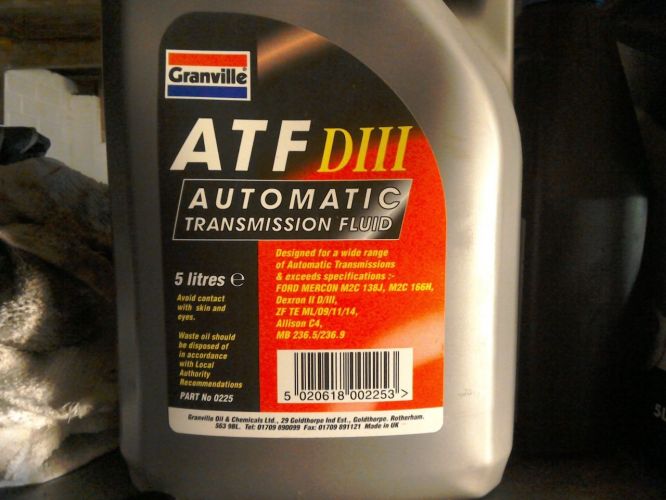 Granville
ATF DIII
AUTOMATIC
TRANSMISSION FLUID
5 litres ℮
Avoid contact
with skin and
eyes.
Waste oil should
be disposed of
in accordance
with Local
Authority
Recommendations
PART No 0225
Designed for a wide range
of Automatic Transmissions
& exceeds specifications :-
FORD MERCON M2C 138J, M2C 166H,
Dexron II D/III,
ZF TE ML/09/11/14,
Allison C4,
MB 236.5/236.9
5 020618 002253 >
Granville Oil & Chemicals Ltd., 29 Goldthorpe Ind Est., Goldthorpe. Rotherham.
S63 9BL. Tel: 01709 890099 Fax: 01709 891121 Made in UK